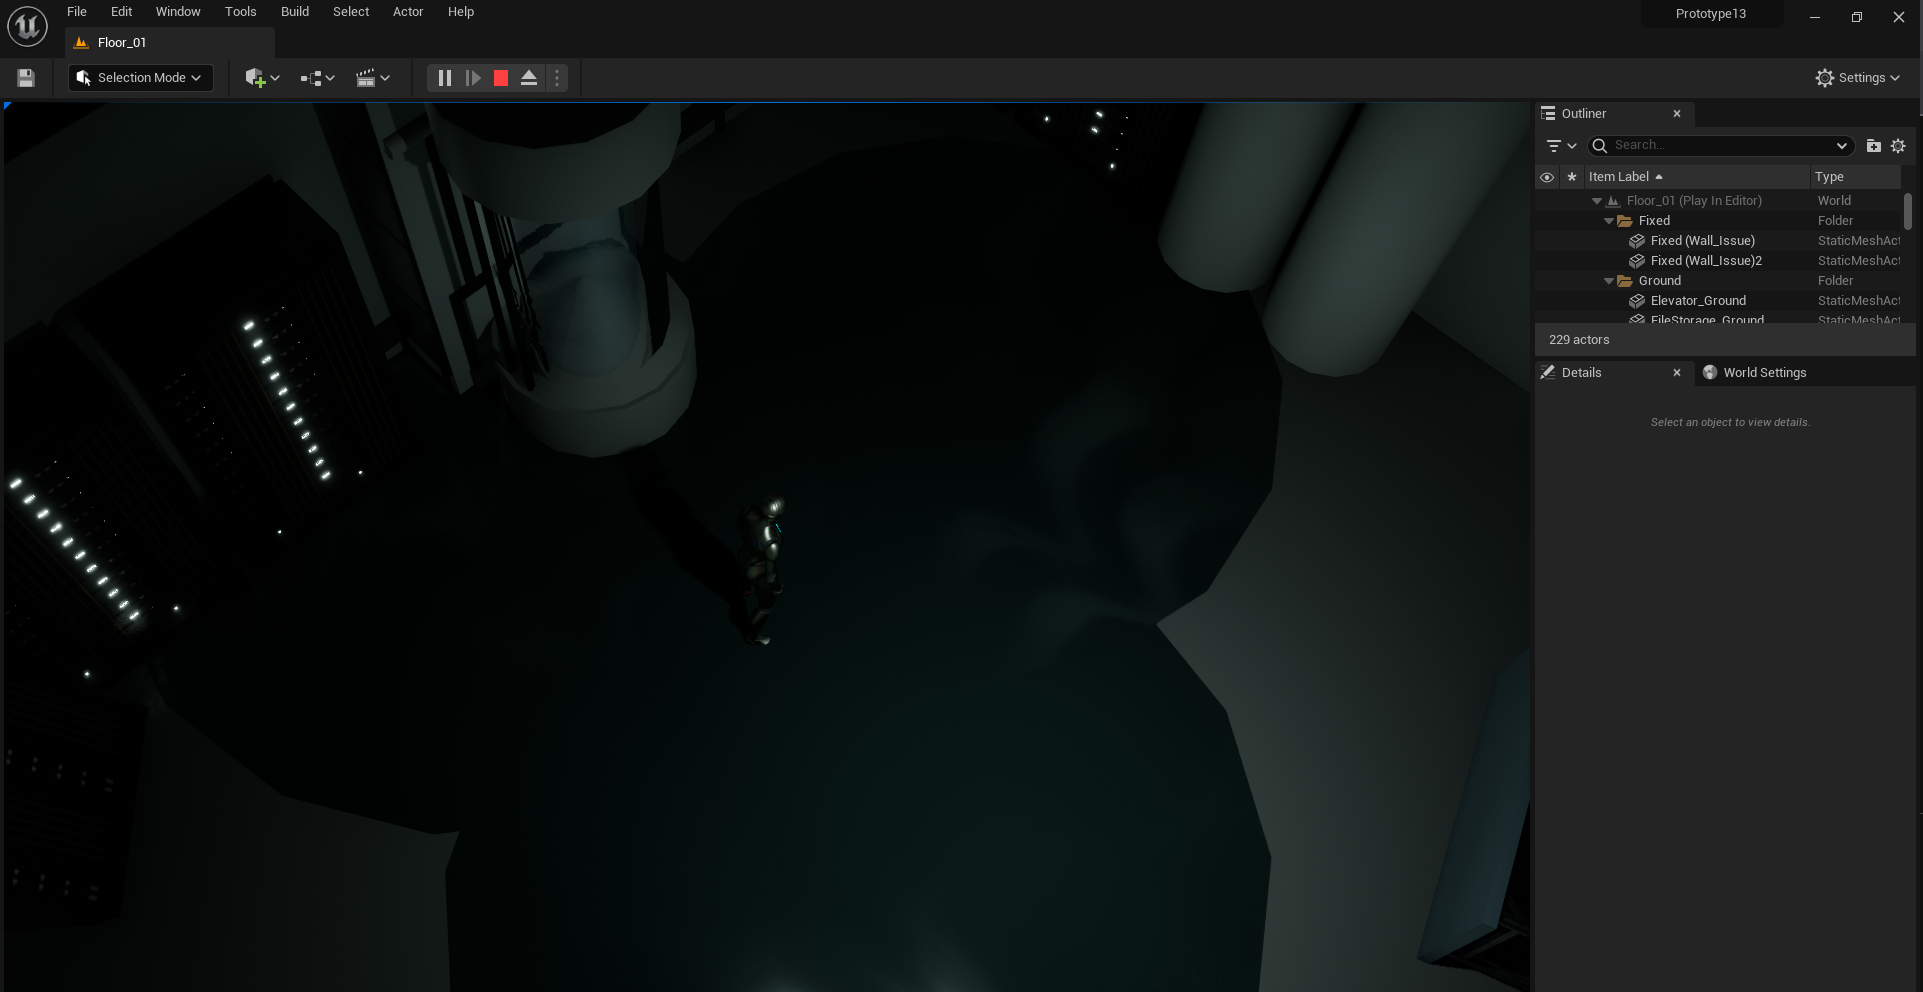 File Edit Window Tools Build Select Actor Help
Prototype13
Floor_01
Selection Mode
Settings
Outliner
Search...
Item Label Type
Floor_01 (Play In Editor) World
Fixed Folder
Fixed (Wall_Issue) StaticMeshAct
Fixed (Wall_Issue)2 StaticMeshAct
Ground Folder
Elevator_Ground StaticMeshAct
FileStorage_Ground StaticMeshAct
229 actors
Details World Settings
Select an object to view details.